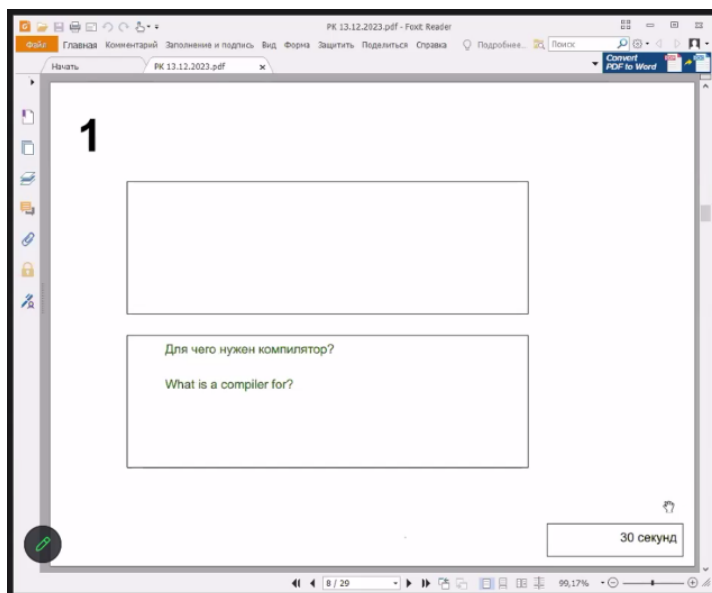 РК 13.12.2023.pdf - Foxit Reader
Файл Главная Комментарий Заполнение и подпись Вид Форма Защитить Поделиться Справка Подробнее... Поиск
Начать РК 13.12.2023.pdf
Convert
PDF to Word
1
Для чего нужен компилятор?
What is a compiler for?
30 секунд
8 / 29 99,17%